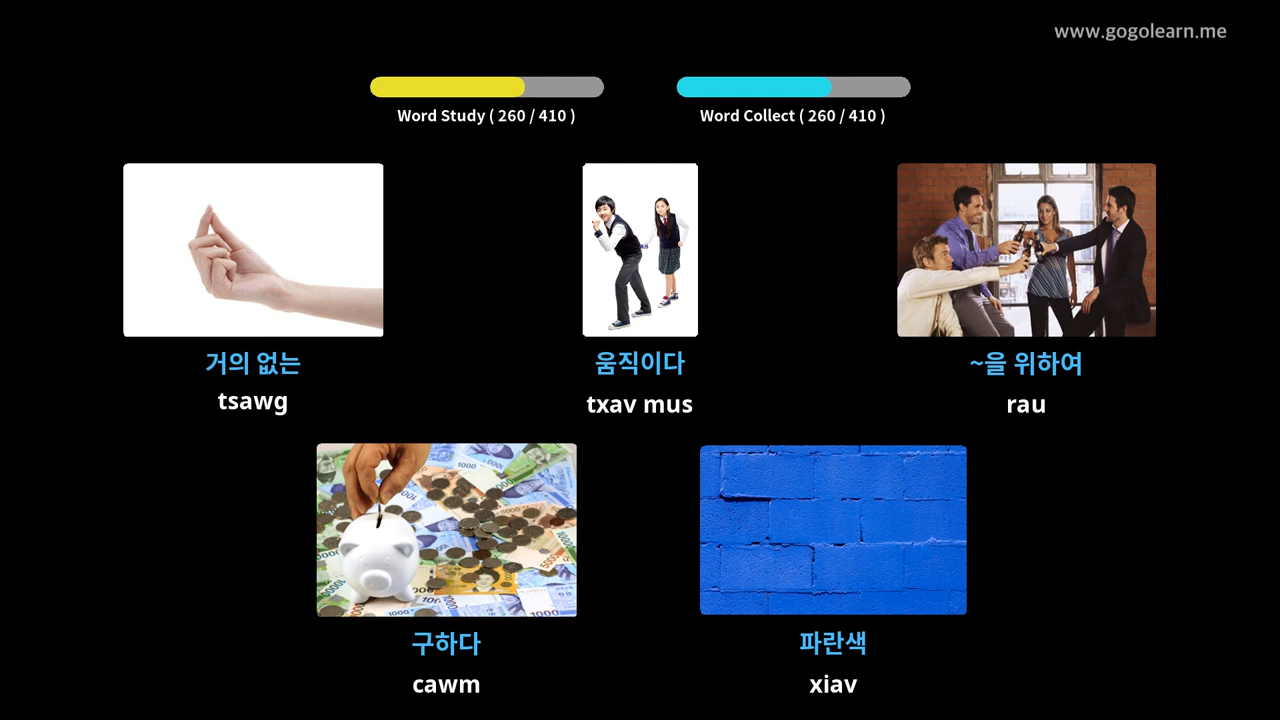 www.gogolearn.me
Word Study ( 260 / 410 )
Word Collect ( 260 / 410 )
거의 없는
tsawg
움직이다
txav mus
~을 위하여
rau
구하다
cawm
파란색
xiav